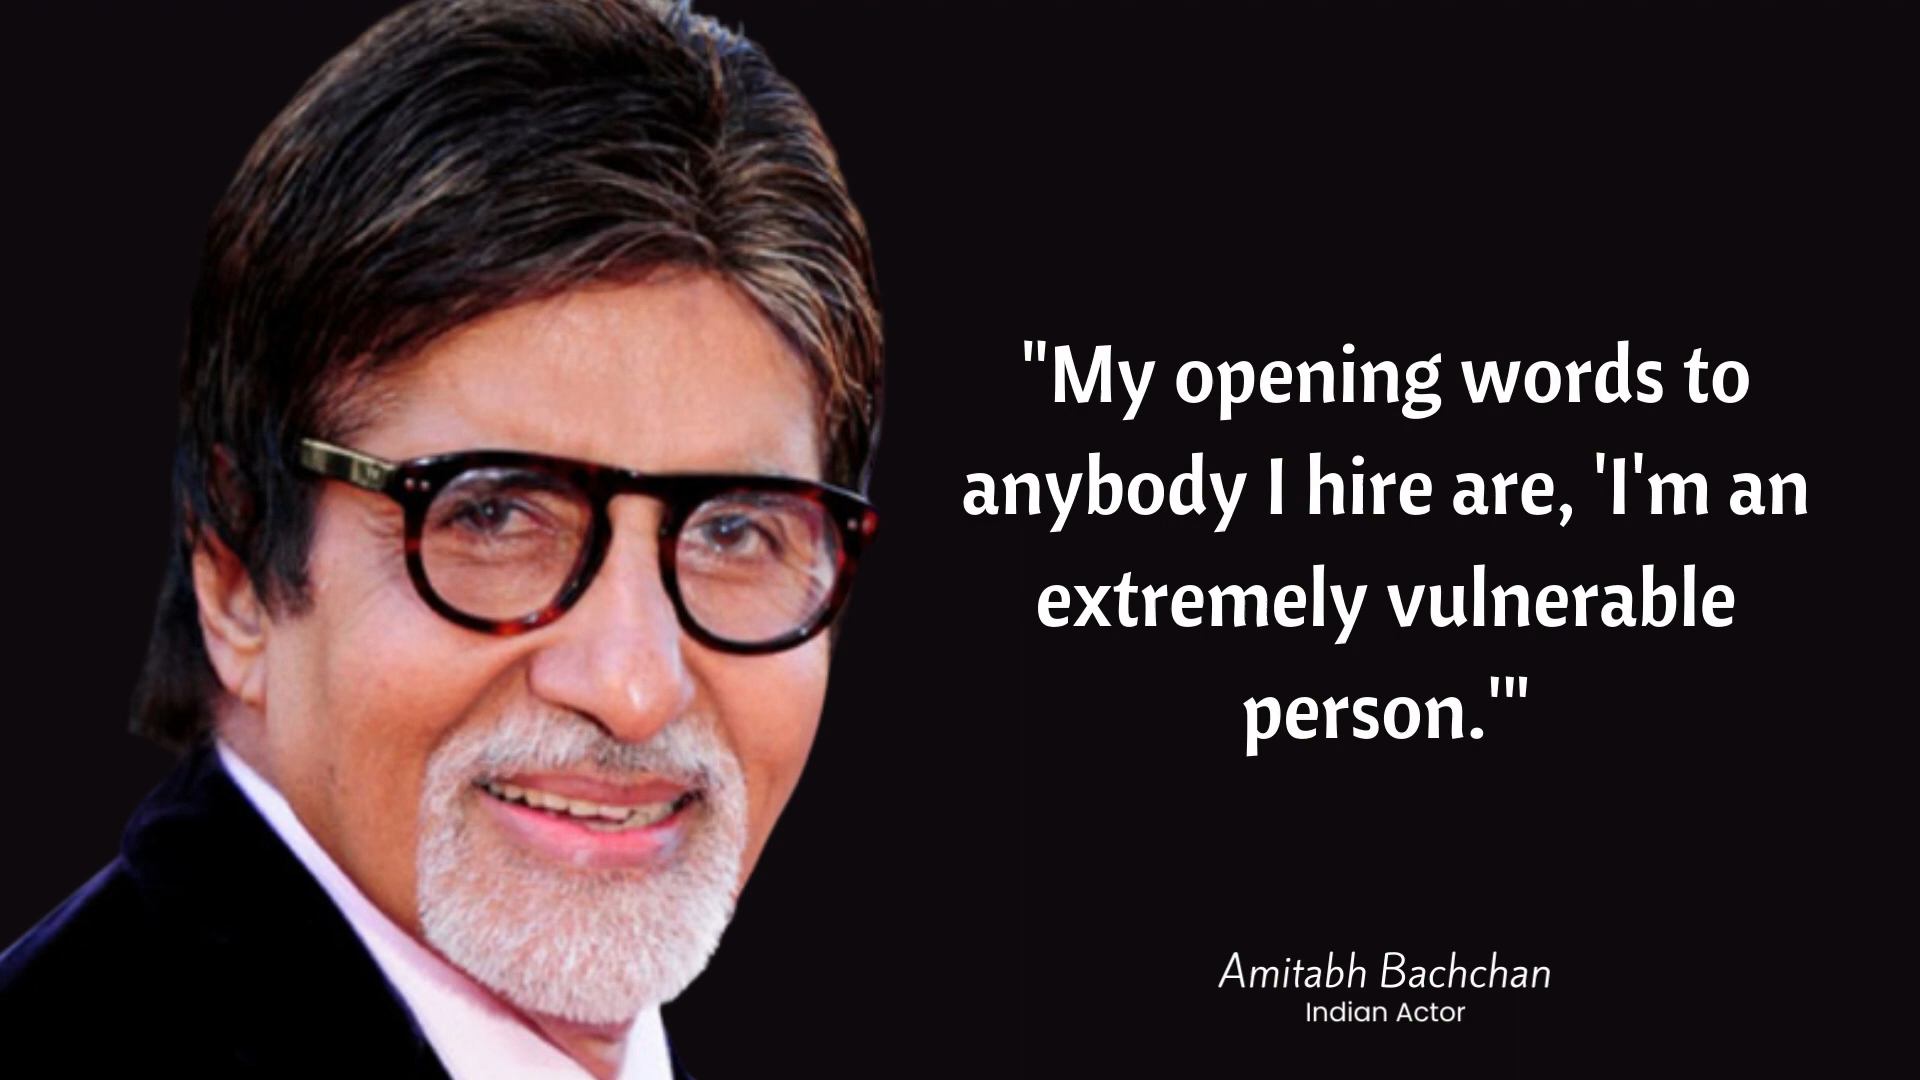 "My opening words to
anybody I hire are, 'I'm an
extremely vulnerable
person.'"
Amitabh Bachchan
Indian Actor